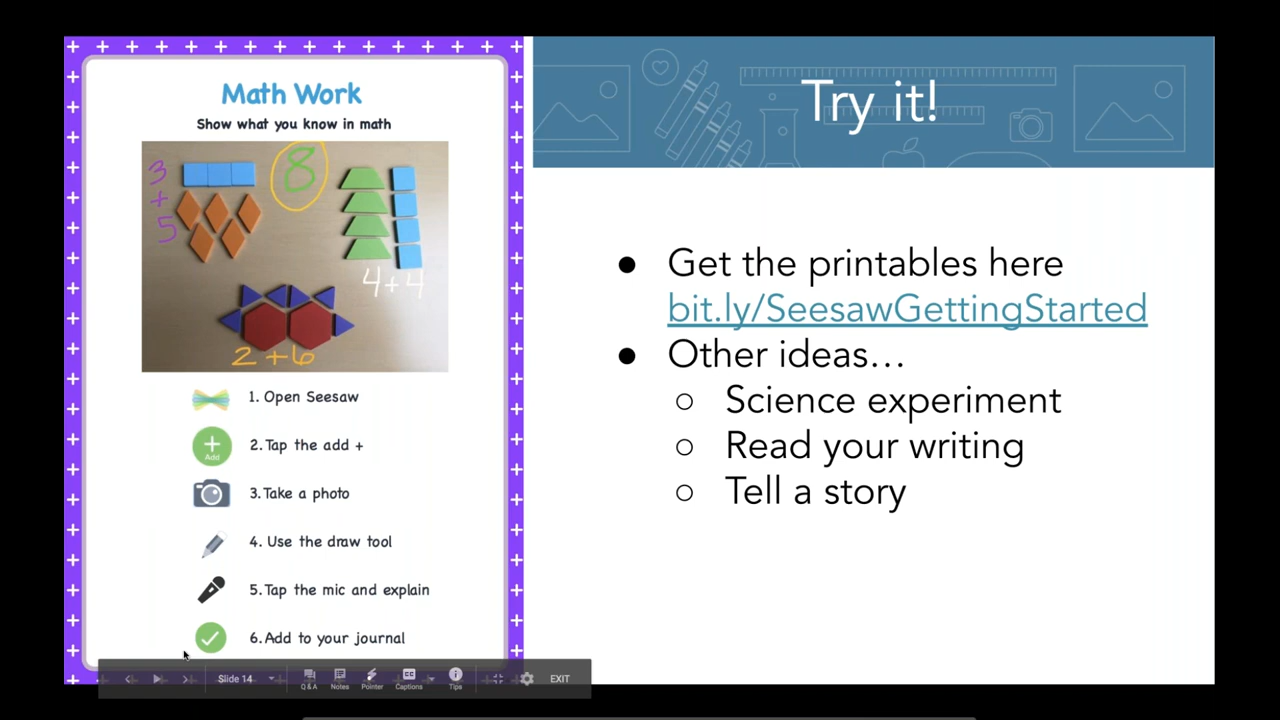 Math Work
Show what you know in math
3
+
5
8
4+4
2+6
1. Open Seesaw
Add
2. Tap the add +
3. Take a photo
4. Use the draw tool
5. Tap the mic and explain
6. Add to your journal
Try it!
Get the printables here
bit.ly/SeesawGettingStarted
Other ideas…
Science experiment
Read your writing
Tell a story
Slide 14
Q & A
Notes
Pointer
CC
Captions
Tips
EXIT